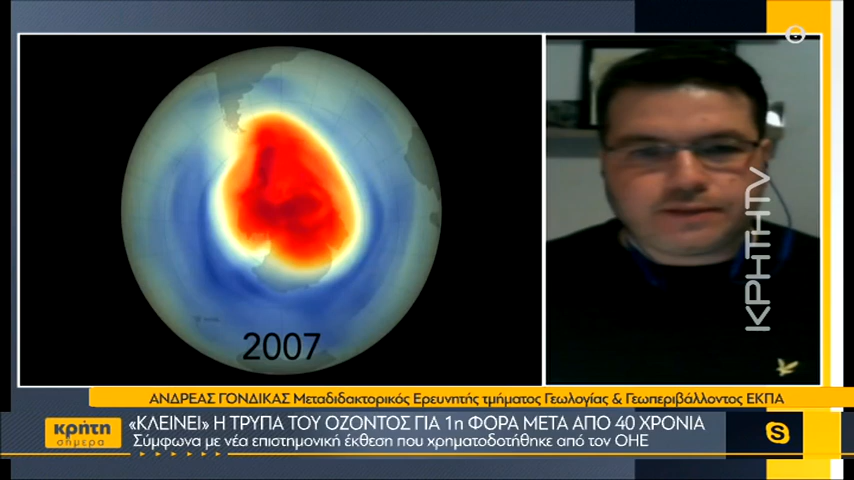 2007
ΚΡΗΤΗTV
ΑΝΔΡΕΑΣ ΓΟΝΔΙΚΑΣ Μεταδιδακτορικός Ερευνητής τμήματος Γεωλογίας & Γεωπεριβάλλοντος ΕΚΠΑ
κρήτη
σήμερα
«ΚΛΕΙΝΕΙ» Η ΤΡΥΠΑ ΤΟΥ ΟΖΟΝΤΟΣ ΓΙΑ 1η ΦΟΡΑ ΜΕΤΑ ΑΠΟ 40 ΧΡΟΝΙΑ
Σύμφωνα με νέα επιστημονική έκθεση που χρηματοδοτήθηκε από τον ΟΗΕ